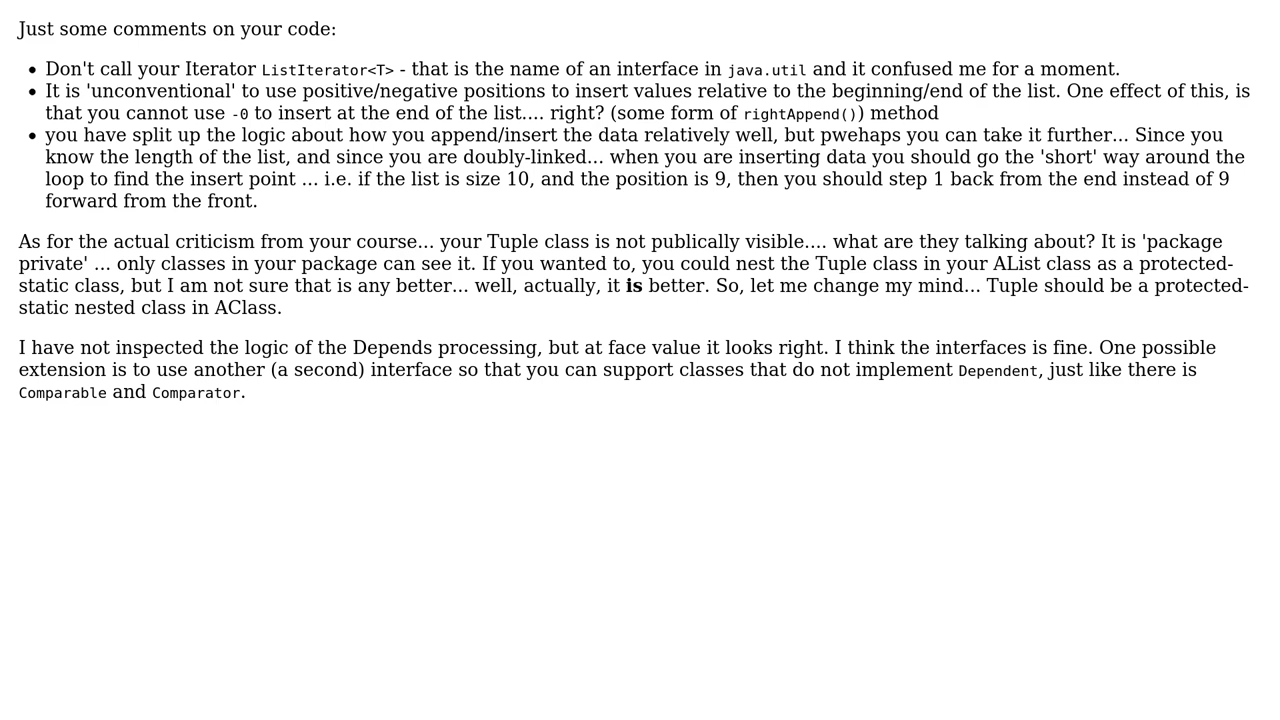 Just some comments on your code:
• Don't call your Iterator ListIterator<T> - that is the name of an interface in java.util and it confused me for a moment.
• It is 'unconventional' to use positive/negative positions to insert values relative to the beginning/end of the list. One effect of this, is
that you cannot use -0 to insert at the end of the list.... right? (some form of rightAppend()) method
• you have split up the logic about how you append/insert the data relatively well, but pwehaps you can take it further... Since you
know the length of the list, and since you are doubly-linked... when you are inserting data you should go the 'short' way around the
loop to find the insert point ... i.e. if the list is size 10, and the position is 9, then you should step 1 back from the end instead of 9
forward from the front.
As for the actual criticism from your course... your Tuple class is not publically visible.... what are they talking about? It is 'package
private' ... only classes in your package can see it. If you wanted to, you could nest the Tuple class in your AList class as a protected-
static class, but I am not sure that is any better... well, actually, it is better. So, let me change my mind... Tuple should be a protected-
static nested class in AClass.
I have not inspected the logic of the Depends processing, but at face value it looks right. I think the interfaces is fine. One possible
extension is to use another (a second) interface so that you can support classes that do not implement Dependent, just like there is
Comparable and Comparator.